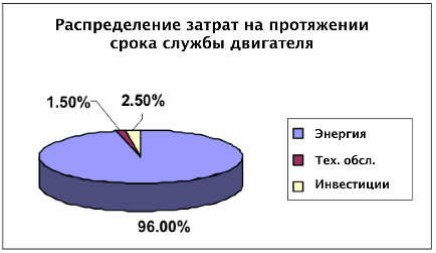 Распределение затрат на протяжении
срока службы двигателя
1.50%
2.50%
96.00%
Энергия
Тех. обсл.
Инвестиции